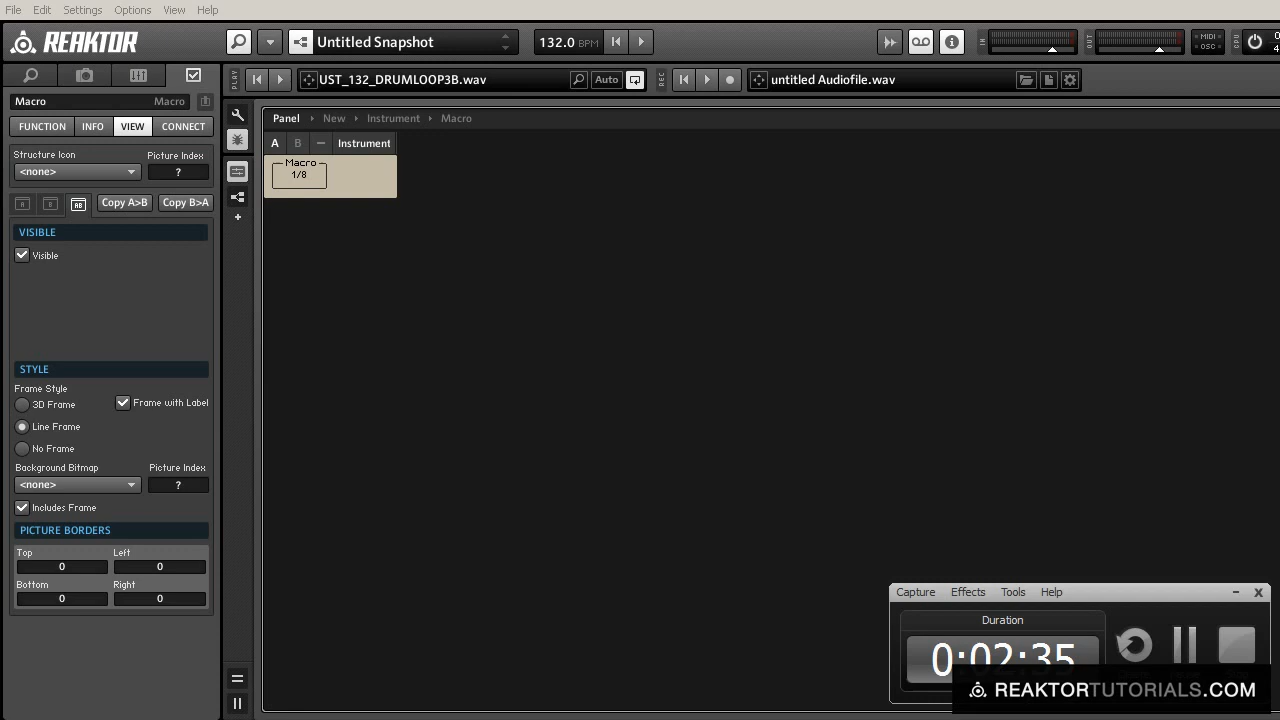 File Edit Settings Options View Help
REAKTOR
Untitled Snapshot
132.0 BPM
IN
OUT
MIDI
OSC
CPU
PLAY
UST_132_DRUMLOOP3B.wav
Auto
REC
untitled Audiofile.wav
Macro Macro
FUNCTION INFO VIEW CONNECT
Structure Icon Picture Index
<none> ?
A B AB Copy A>B Copy B>A
VISIBLE
Visible
STYLE
Frame Style
3D Frame Frame with Label
Line Frame
No Frame
Background Bitmap Picture Index
<none> ?
Includes Frame
PICTURE BORDERS
Top Left
0 0
Bottom Right
0 0
Panel New Instrument Macro
A B Instrument
Macro
1/8
Capture Effects Tools Help
Duration
0:02:35
REAKTORTUTORIALS.COM